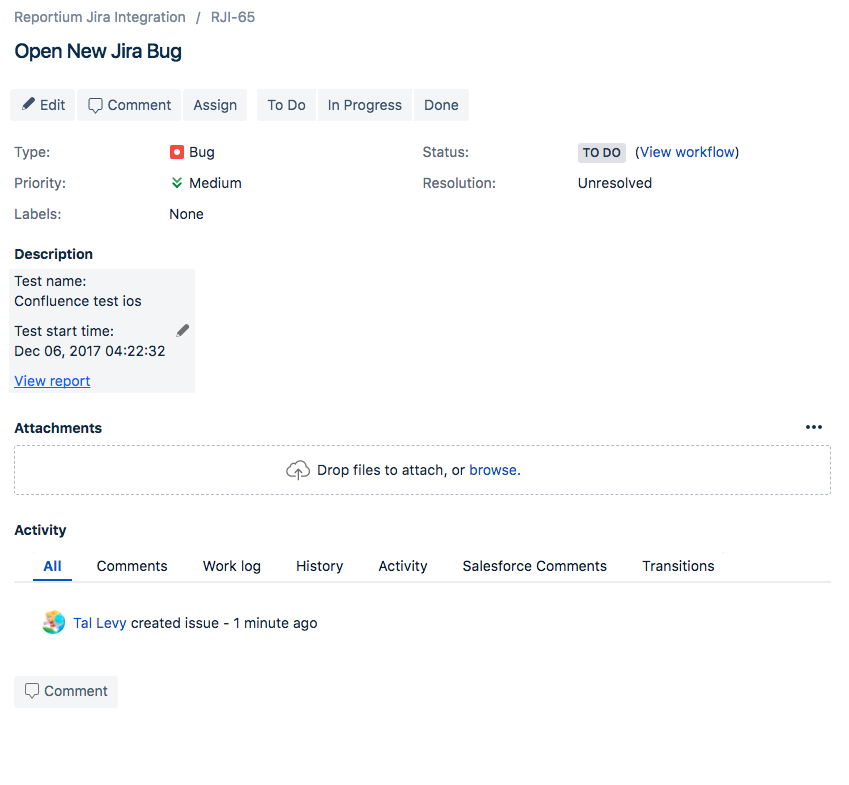 Reportium Jira Integration / RJI-65
Open New Jira Bug
Edit Comment Assign To Do In Progress Done
Type: Bug Status: TO DO (View workflow)
Priority: Medium Resolution: Unresolved
Labels: None
Description
Test name:
Confluence test ios
Test start time:
Dec 06, 2017 04:22:32
View report
Attachments
Drop files to attach, or browse.
Activity
All Comments Work log History Activity Salesforce Comments Transitions
Tal Levy created issue - 1 minute ago
Comment